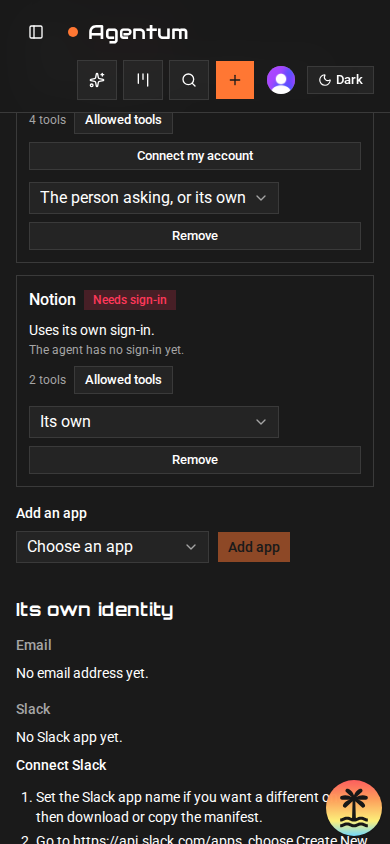 Agentum
Dark
4 tools
Allowed tools
Connect my account
The person asking, or its own
Remove
Notion
Needs sign-in
Uses its own sign-in.
The agent has no sign-in yet.
2 tools
Allowed tools
Its own
Remove
Add an app
Choose an app
Add app
Its own identity
Email
No email address yet.
Slack
No Slack app yet.
Connect Slack
1. Set the Slack app name if you want a different
then download or copy the manifest.
2. Go to https://api.slack.com/apps, choose Create New